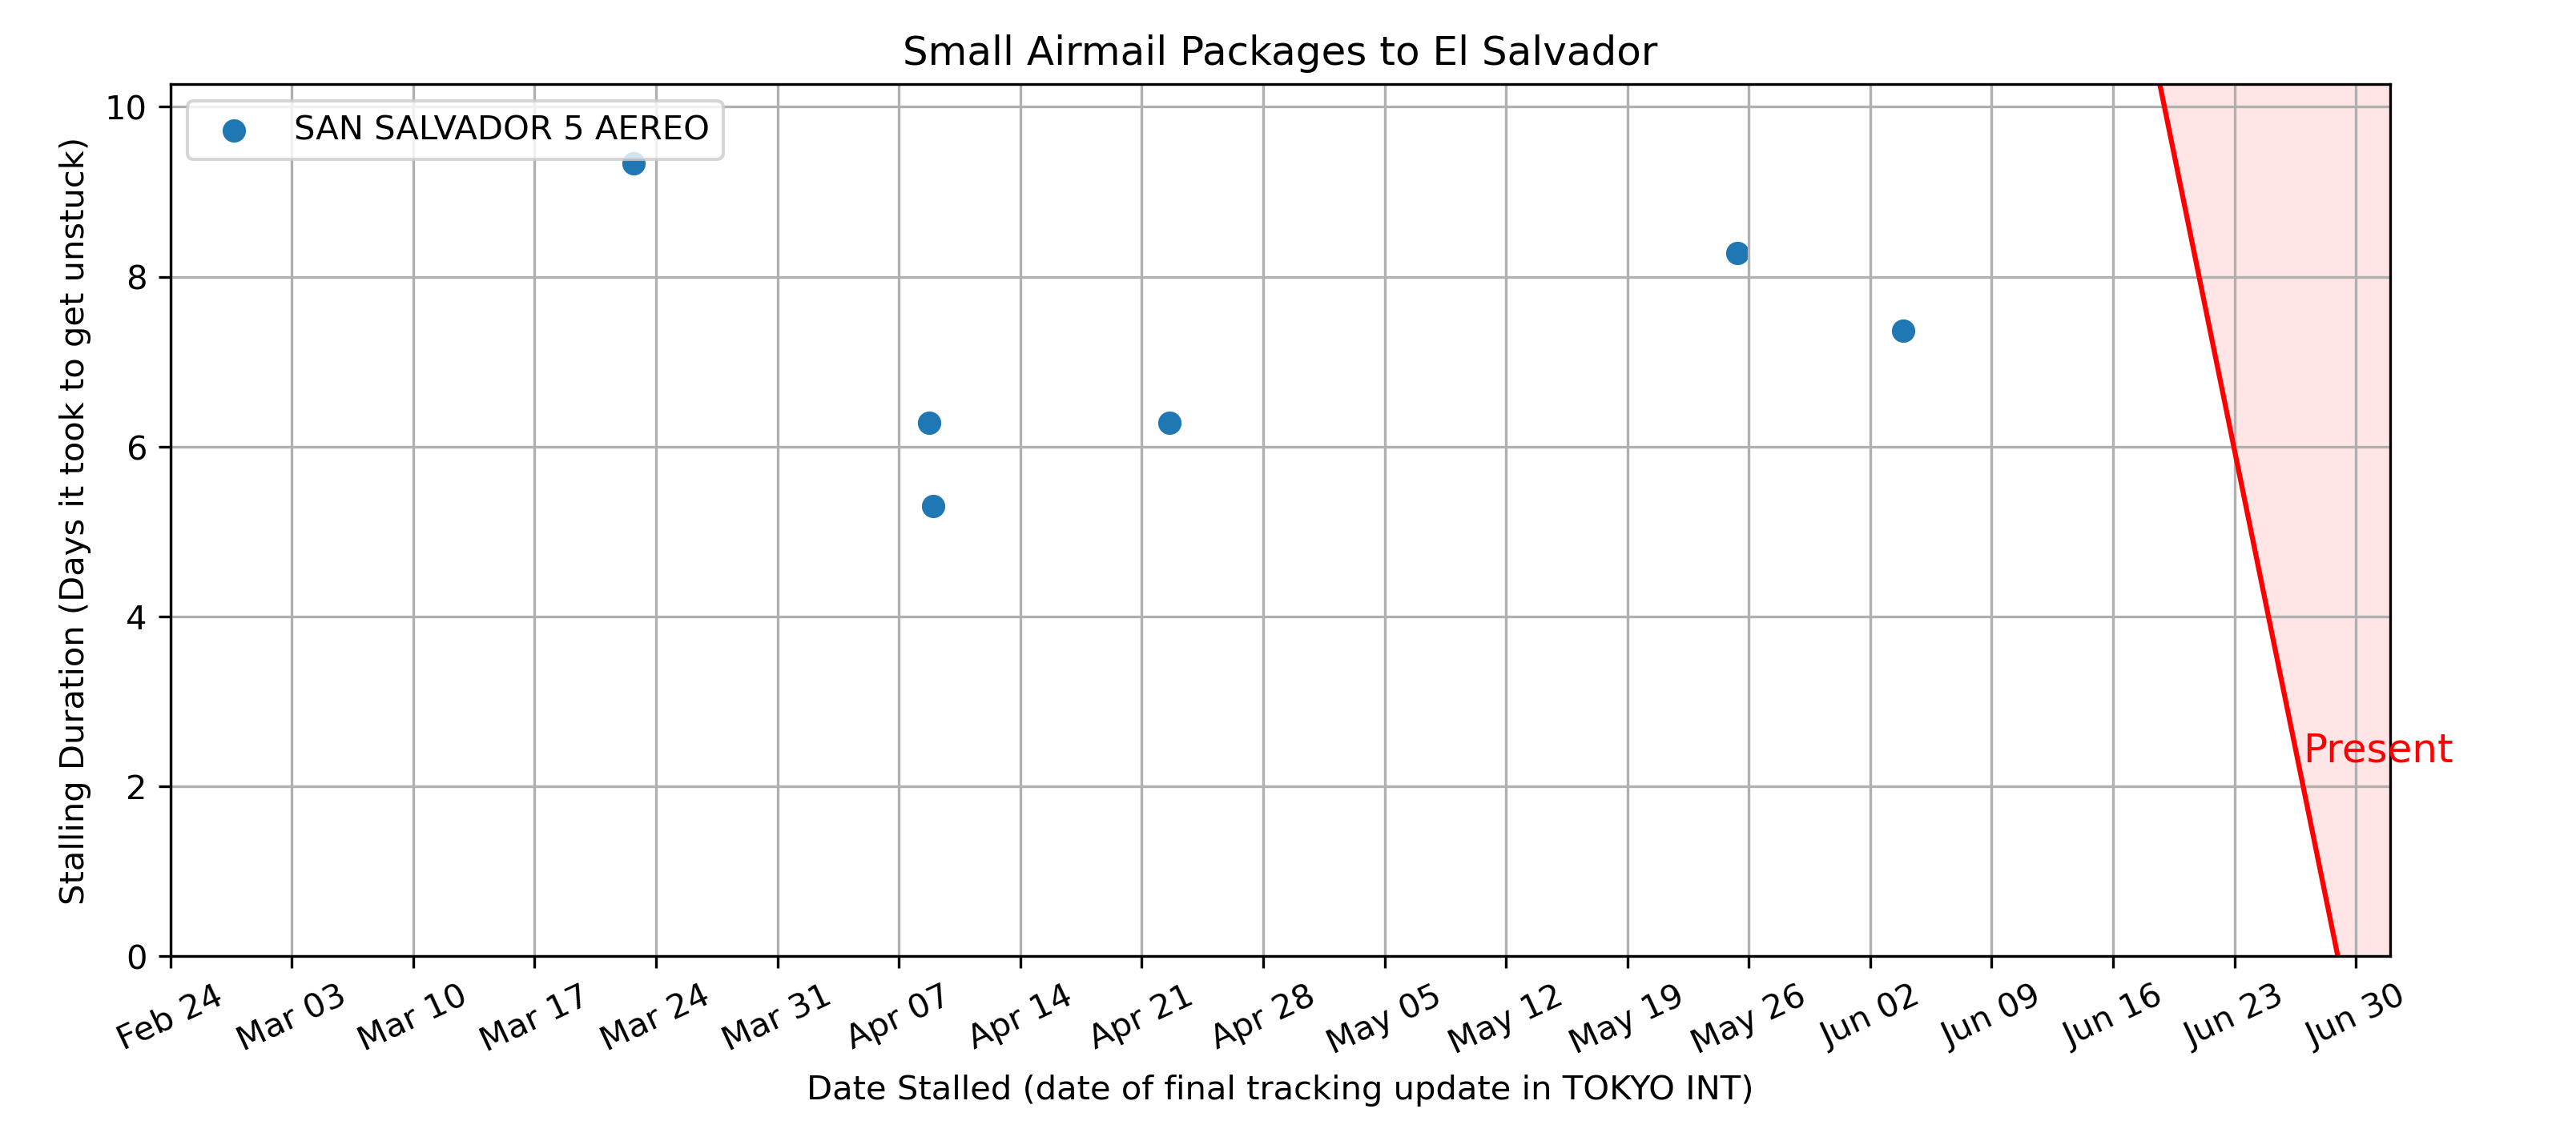 Small Airmail Packages to El Salvador
SAN SALVADOR 5 AEREO
Stalling Duration (Days it took to get unstuck)
10
8
6
4
2
0
Present
Feb 24 Mar 03 Mar 10 Mar 17 Mar 24 Mar 31 Apr 07 Apr 14 Apr 21 Apr 28 May 05 May 12 May 19 May 26 Jun 02 Jun 09 Jun 16 Jun 23 Jun 30
Date Stalled (date of final tracking update in TOKYO INT)